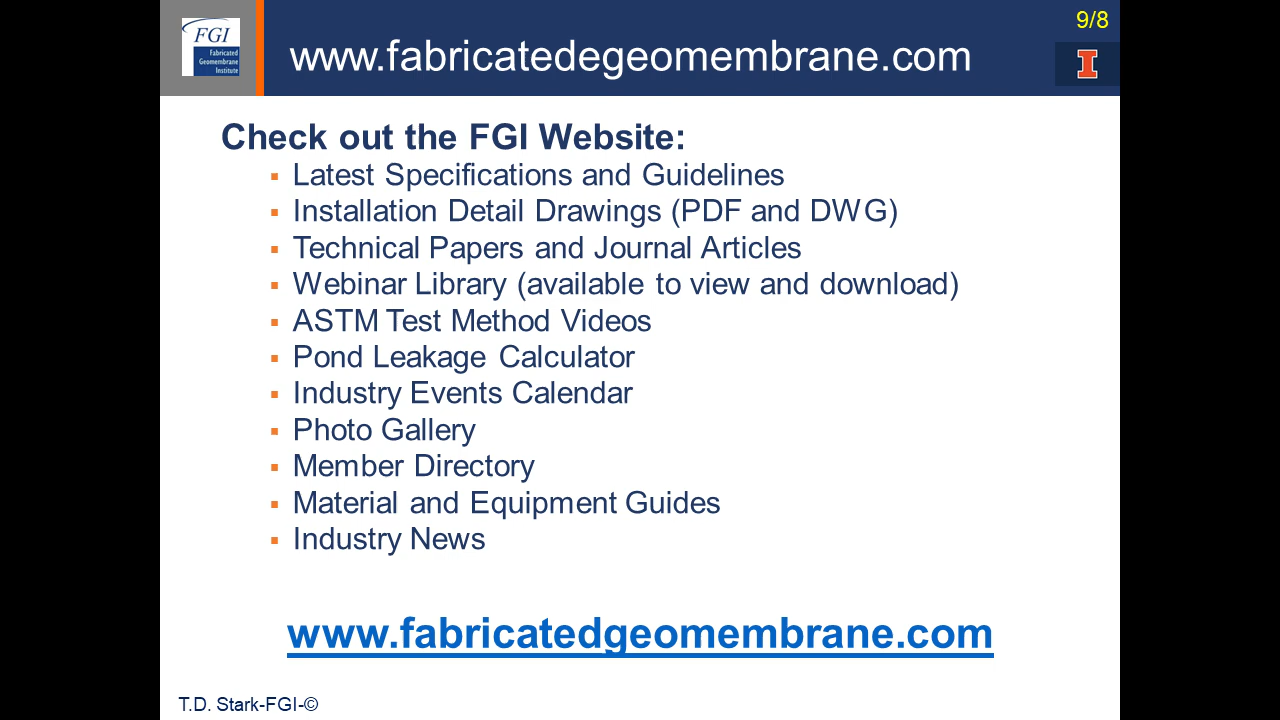 FGI
Fabricated
Geomembrane
Institute
www.fabricatedegeomembrane.com
9/8
I
Check out the FGI Website:
▪ Latest Specifications and Guidelines
▪ Installation Detail Drawings (PDF and DWG)
▪ Technical Papers and Journal Articles
▪ Webinar Library (available to view and download)
▪ ASTM Test Method Videos
▪ Pond Leakage Calculator
▪ Industry Events Calendar
▪ Photo Gallery
▪ Member Directory
▪ Material and Equipment Guides
▪ Industry News
www.fabricatedgeomembrane.com
T.D. Stark-FGI-©